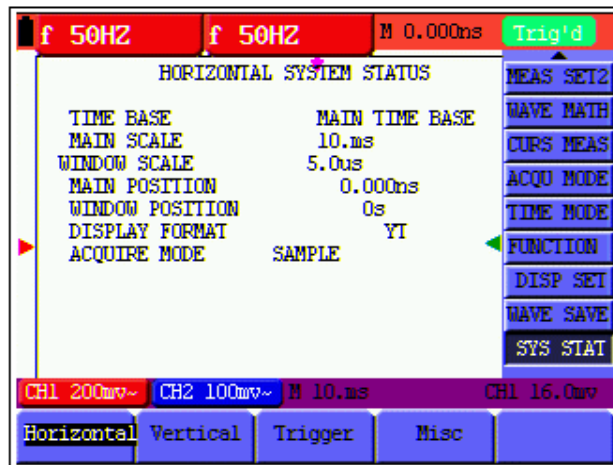 f 50HZ f 50HZ M 0.000ns Trig'd
HORIZONTAL SYSTEM STATUS
TIME BASE MAIN TIME BASE
MAIN SCALE 10.ms
WINDOW SCALE 5.0us
MAIN POSITION 0.000ns
WINDOW POSITION 0s
DISPLAY FORMAT YT
ACQUIRE MODE SAMPLE
MEAS SET2
WAVE MATH
CURS MEAS
ACQU MODE
TIME MODE
FUNCTION
DISP SET
WAVE SAVE
SYS STAT
CH1 200mv~ CH2 100mv~ M 10.ms CH1 16.0mv
Horizontal Vertical Trigger Misc